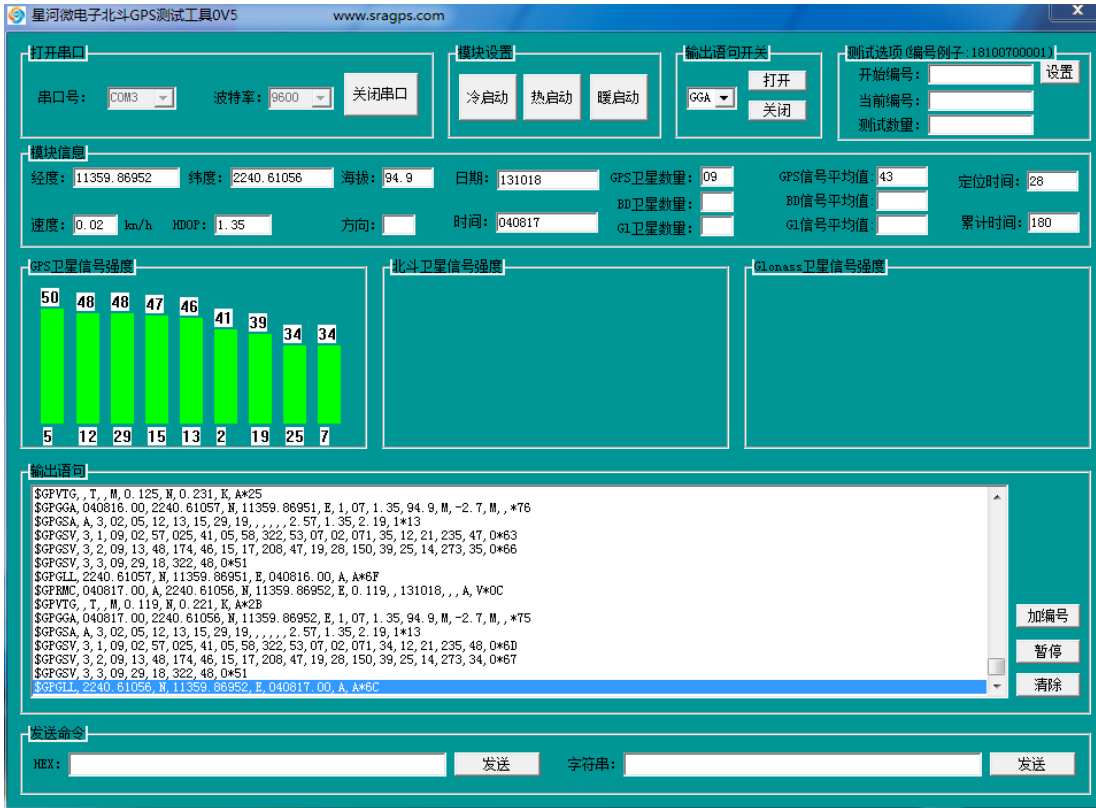 星河微电子北斗GPS测试工具0V5 www.sragps.com
打开串口
串口号: COM3 波特率: 9600 关闭串口
模块设置
冷启动 热启动 暖启动
输出语句开关
GGA 打开
关闭
测试选项(编号例子:18100700001)
开始编号: 设置
当前编号:
测试数量:
模块信息
经度: 11359.86952 纬度: 2240.61056 海拔: 94.9 日期: 131018 GPS卫星数量: 09 GPS信号平均值: 43 定位时间: 28
BD卫星数量: BD信号平均值:
速度: 0.02 km/h HDOP: 1.35 方向: 时间: 040817 Gl卫星数量: Gl信号平均值: 累计时间: 180
GPS卫星信号强度
50 48 48 47 46 41 39 34 34
5 12 29 15 13 2 19 25 7
北斗卫星信号强度
Glonass卫星信号强度
输出语句
$GPVTG,,T,,M,0.125,N,0.231,K,A*25
$GPGGA,040816.00,2240.61057,N,11359.86951,E,1,07,1.35,94.9,M,-2.7,M,,*76
$GPGSA,A,3,02,05,12,13,15,29,19,,,,,,2.57,1.35,2.19,1*13
$GPGSV,3,1,09,02,57,025,41,05,58,322,53,07,02,071,35,12,21,235,47,0*63
$GPGSV,3,2,09,13,48,174,46,15,17,208,47,19,28,150,39,25,14,273,35,0*66
$GPGSV,3,3,09,29,18,322,48,0*51
$GPGLL,2240.61057,N,11359.86951,E,040816.00,A,A*6F
$GPRMC,040817.00,A,2240.61056,N,11359.86952,E,0.119,,131018,,,A,V*0C
$GPVTG,,T,,M,0.119,N,0.221,K,A*2B
$GPGGA,040817.00,2240.61056,N,11359.86952,E,1,07,1.35,94.9,M,-2.7,M,,*75
$GPGSA,A,3,02,05,12,13,15,29,19,,,,,,2.57,1.35,2.19,1*13
$GPGSV,3,1,09,02,57,025,41,05,58,322,53,07,02,071,34,12,21,235,48,0*6D
$GPGSV,3,2,09,13,48,174,46,15,17,208,47,19,28,150,39,25,14,273,34,0*67
$GPGSV,3,3,09,29,18,322,48,0*51
$GPGLL,2240.61056,N,11359.86952,E,040817.00,A,A*6C
加编号
暂停
清除
发送命令
HEX: 发送 字符串: 发送